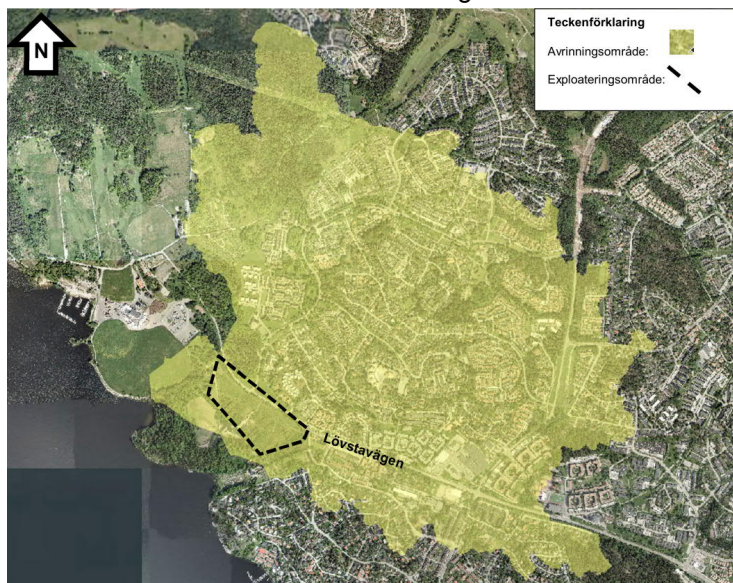 N
Teckenförklaring
Avrinningsområde:
Exploateringsområde:
Lövstavägen